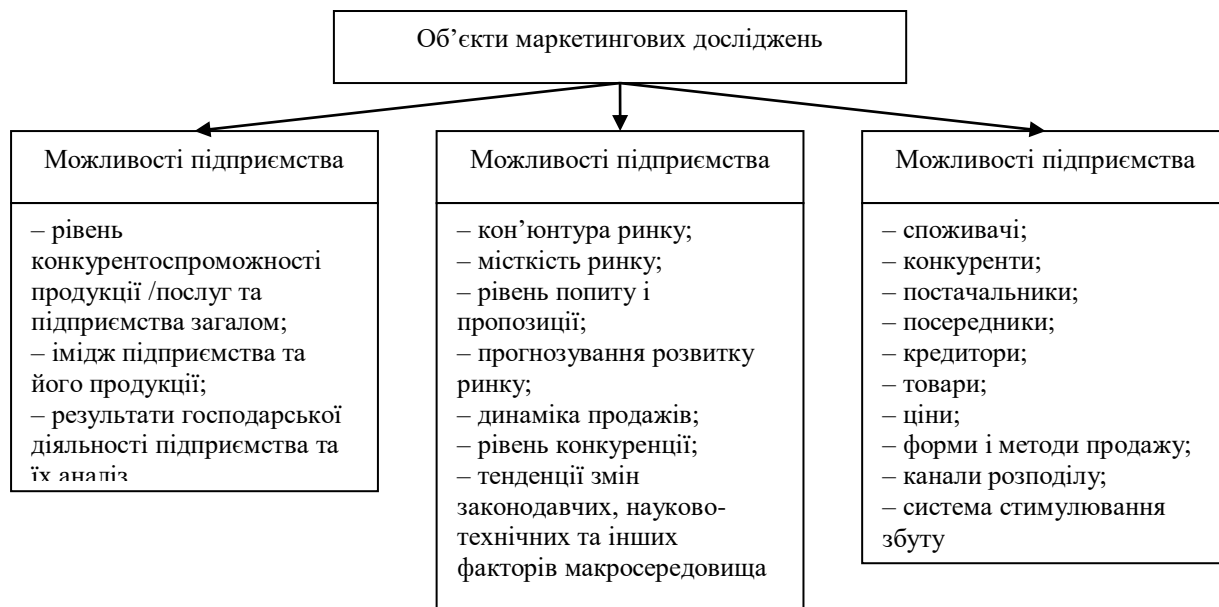 Об’єкти маркетингових досліджень
Можливості підприємства
– рівень
конкурентоспроможності
продукції /послуг та
підприємства загалом;
– імідж підприємства та
його продукції;
– результати господарської
діяльності підприємства та
їх аналіз
Можливості підприємства
– кон’юнтура ринку;
– місткість ринку;
– рівень попиту і
пропозиції;
– прогнозування розвитку
ринку;
– динаміка продажів;
– рівень конкуренції;
– тенденції змін
законодавчих, науково-
технічних та інших
факторів макросередовища
Можливості підприємства
– споживачі;
– конкуренти;
– постачальники;
– посередники;
– кредитори;
– товари;
– ціни;
– форми і методи продажу;
– канали розподілу;
– система стимулювання
збуту